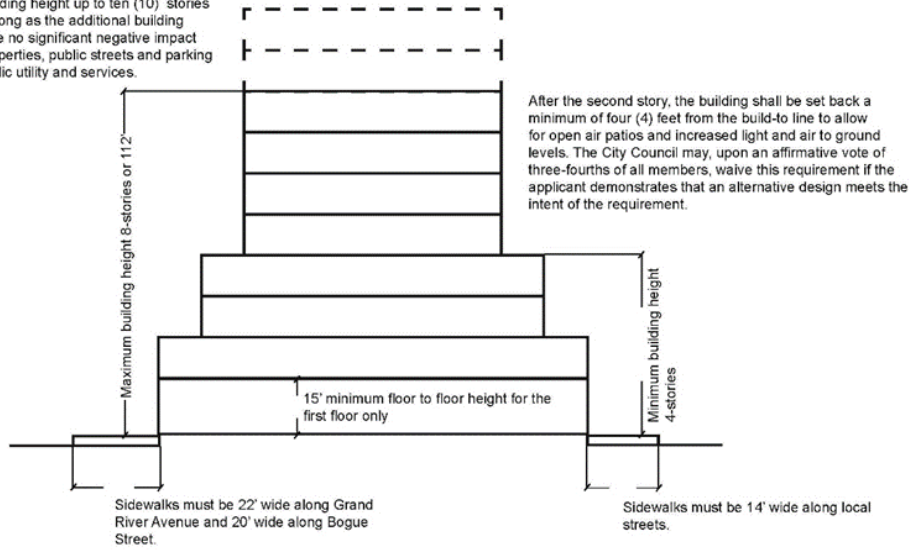 ding height up to ten (10) stories
ong as the additional building
e no significant negative impact
perties, public streets and parking
lic utility and services.
After the second story, the building shall be set back a
minimum of four (4) feet from the build-to line to allow
for open air patios and increased light and air to ground
levels. The City Council may, upon an affirmative vote of
three-fourths of all members, waive this requirement if the
applicant demonstrates that an alternative design meets the
intent of the requirement.
Maximum building height 8-stories or 112'
Minimum building height
4-stories
15' minimum floor to floor height for the
first floor only
Sidewalks must be 22' wide along Grand
River Avenue and 20' wide along Bogue
Street.
Sidewalks must be 14' wide along local
streets.